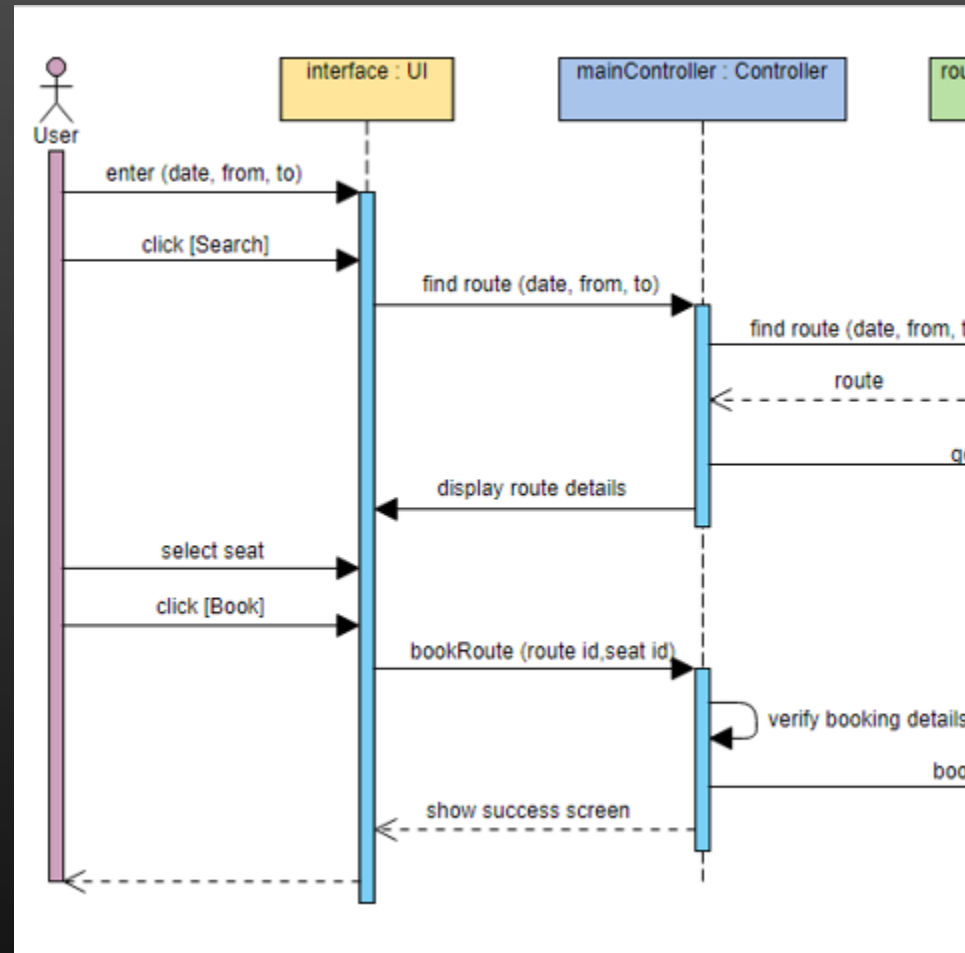 interface : UI
mainController : Controller
User
enter (date, from, to)
click [Search]
find route (date, from, to)
find route (date, from,
route
display route details
select seat
click [Book]
bookRoute (route id,seat id)
verify booking details
show success screen